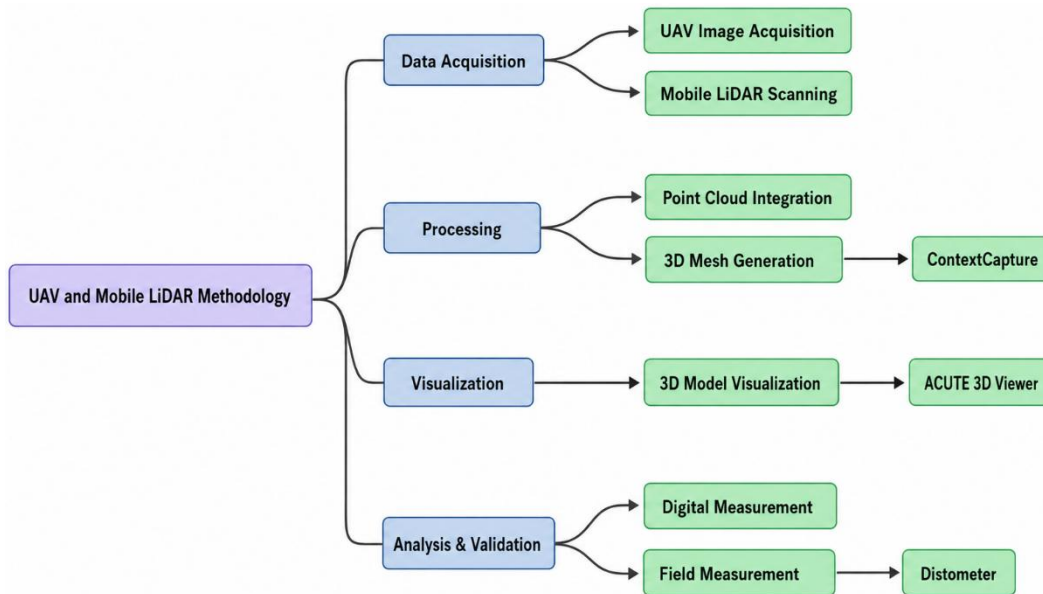 UAV Image Acquisition
Data Acquisition
Mobile LiDAR Scanning
Point Cloud Integration
Processing
3D Mesh Generation
ContextCapture
UAV and Mobile LiDAR Methodology
Visualization
3D Model Visualization
ACUTE 3D Viewer
Digital Measurement
Analysis & Validation
Field Measurement
Distometer